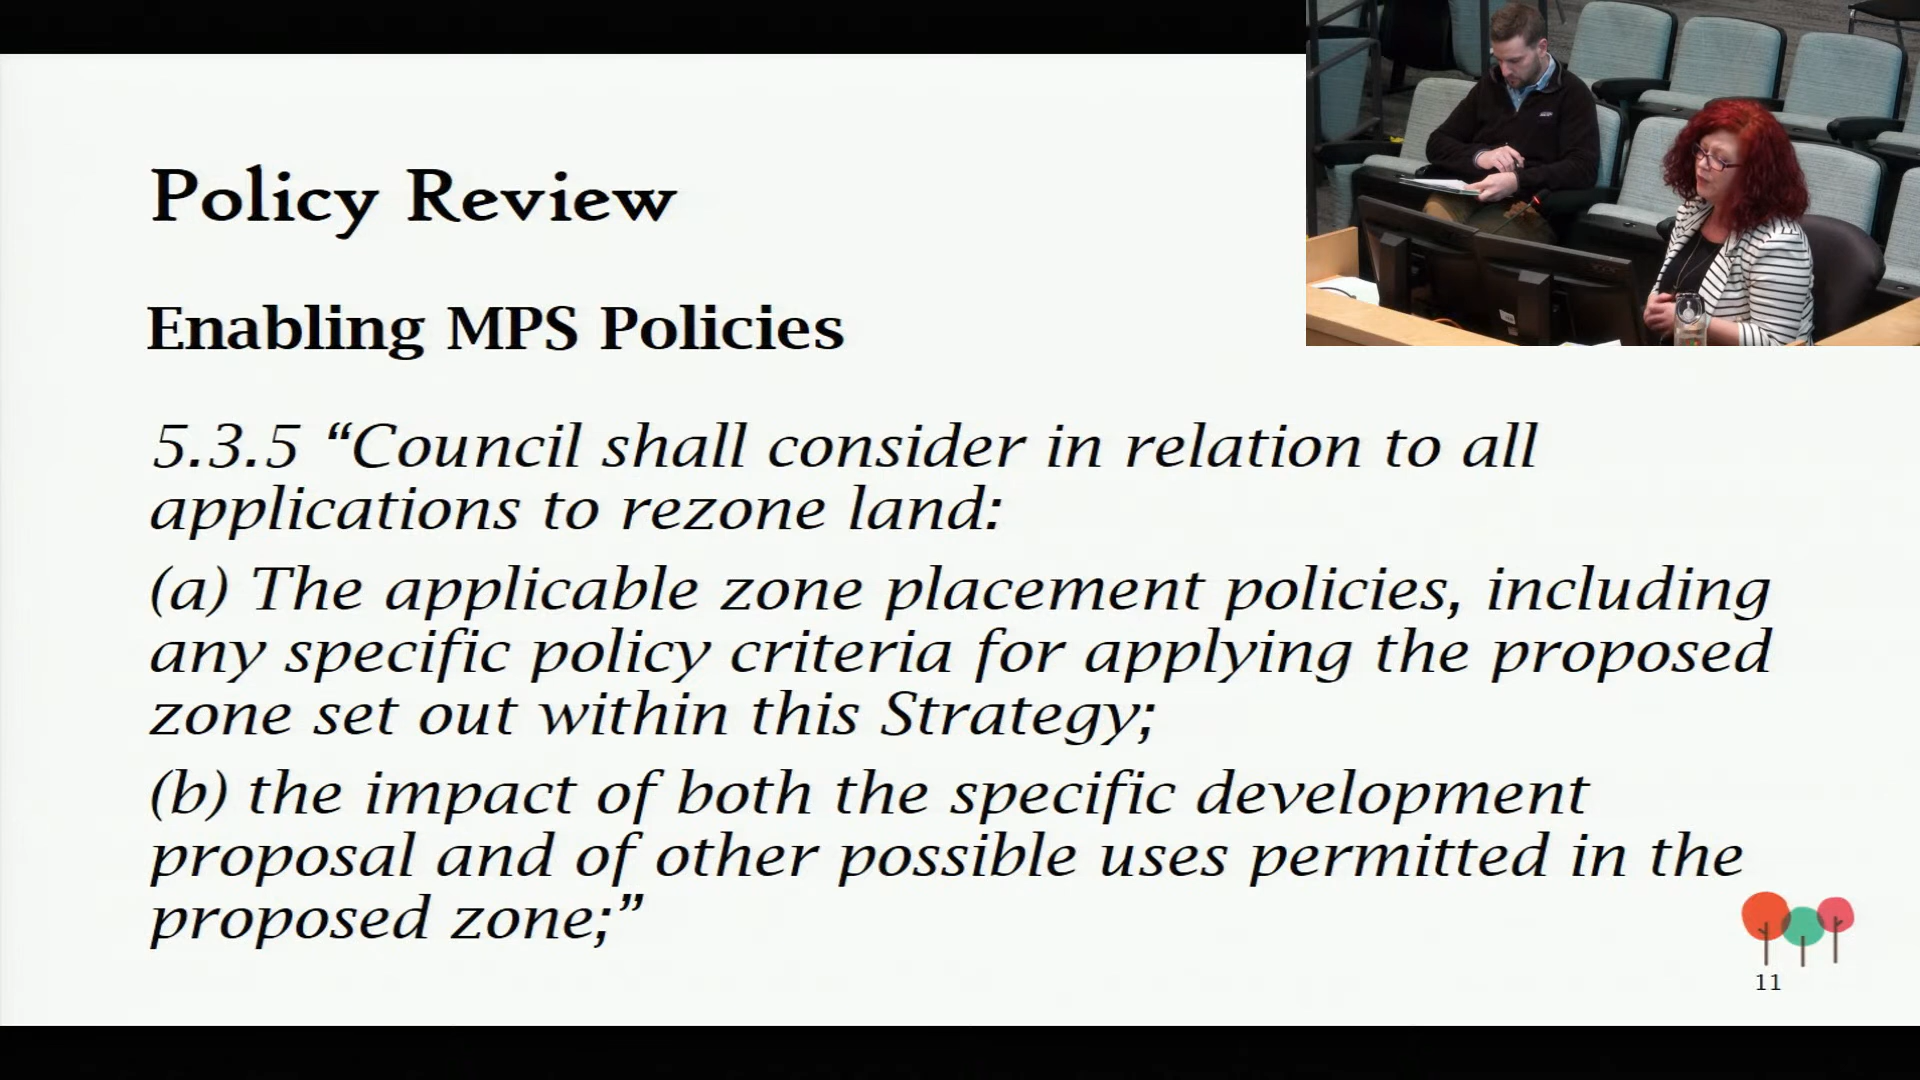 Policy Review
Enabling MPS Policies
5.3.5 “Council shall consider in relation to all
applications to rezone land:
(a) The applicable zone placement policies, including
any specific policy criteria for applying the proposed
zone set out within this Strategy;
(b) the impact of both the specific development
proposal and of other possible uses permitted in the
proposed zone;”
11